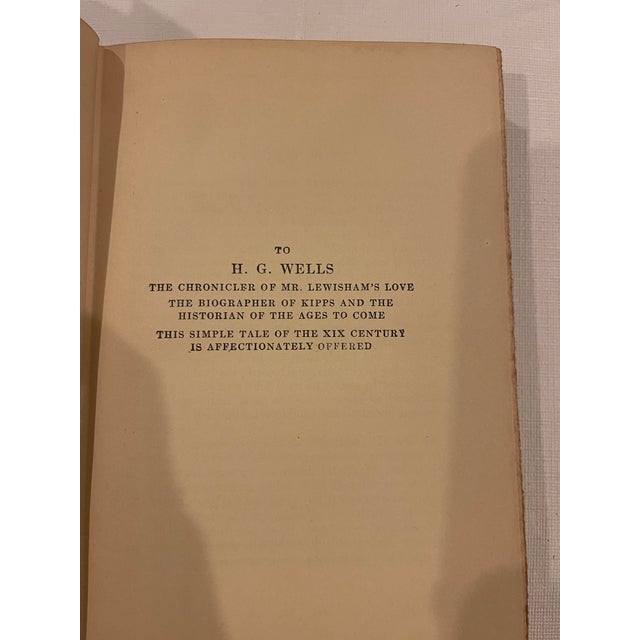 TO
H. G. WELLS
THE CHRONICLER OF MR. LEWISHAM'S LOVE
THE BIOGRAPHER OF KIPPS AND THE
HISTORIAN OF THE AGES TO COME
THIS SIMPLE TALE OF THE XIX CENTURY
IS AFFECTIONATELY OFFERED